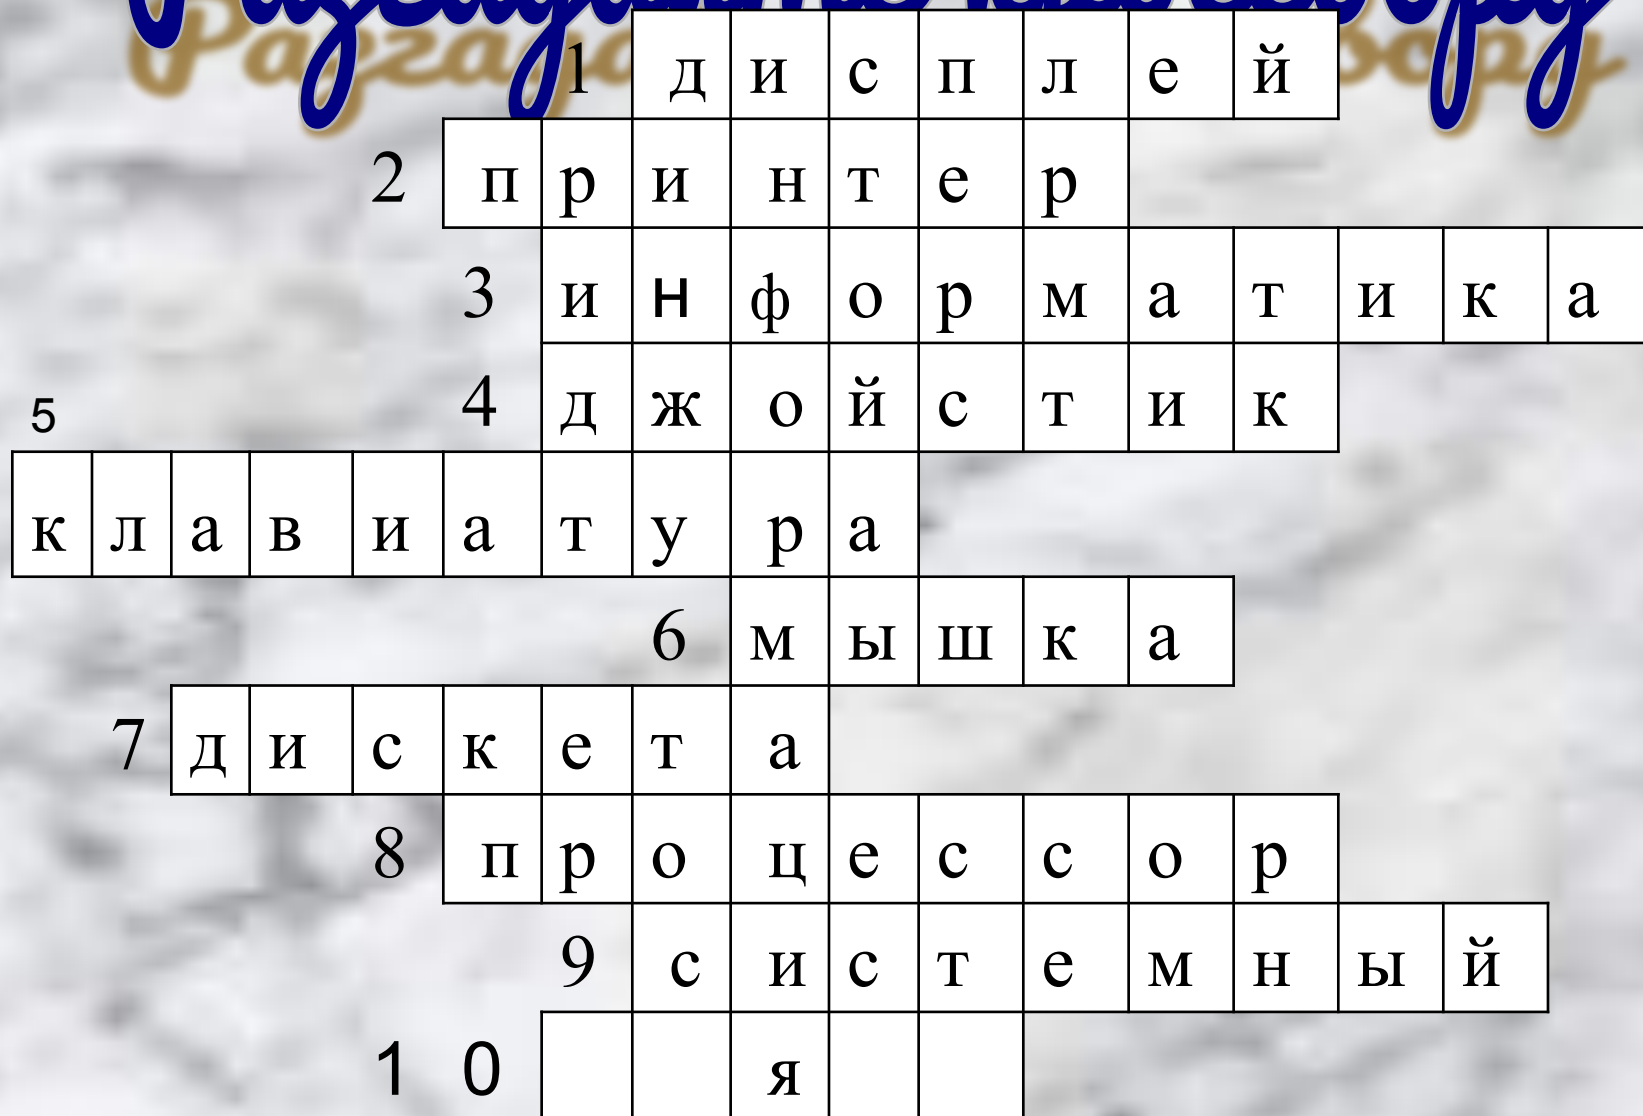 1 дисплей
2 принтер
3 информатика
4 джойстик
5
клавиатура
6 мышка
7 дискета
8 процессор
9 системный
10 я